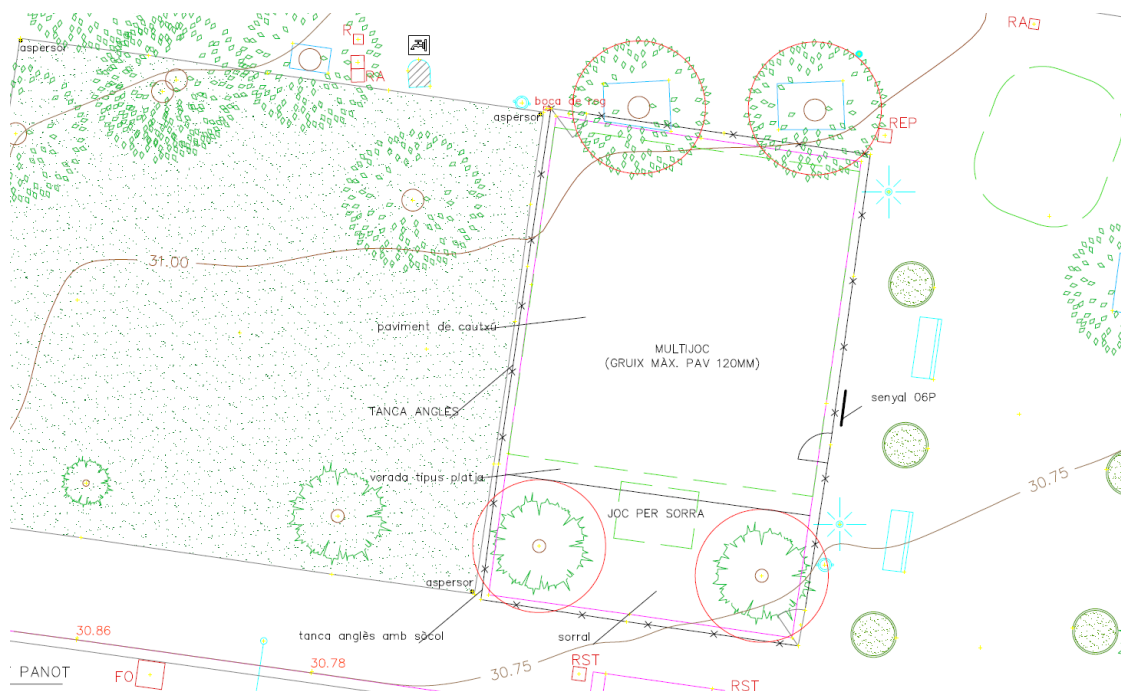 RA
R
aspersor
RA
boca de reg
aspersor
REP
31.00
paviment de cautxú
MULTIJOC
(GRUIX MÀX. PAV 120MM)
senyal 06P
TANCA ANGLÈS
vorada tipus platja
30.75
JOC PER SORRA
aspersor
30.86
tanca anglès amb sòcol
sorral
30.78
30.75
RST
PANOT
FO
RST